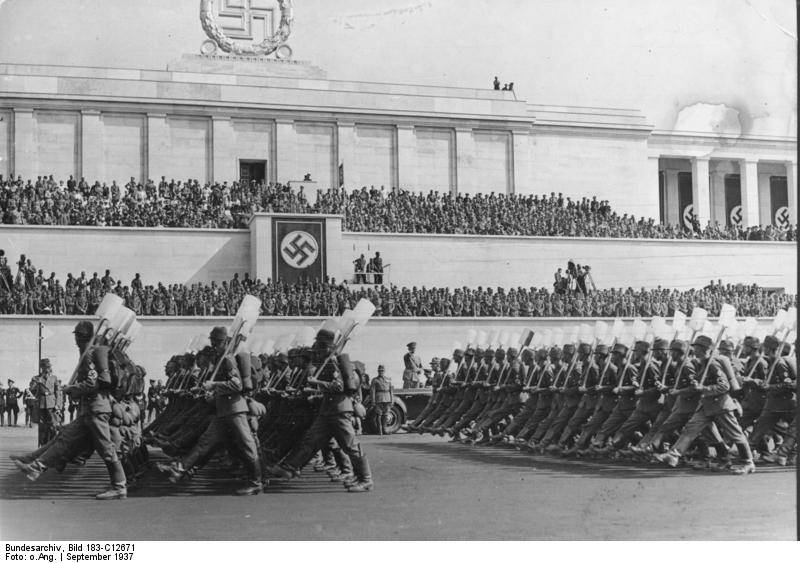 Bundesarchiv, Bild 183-C12671
Foto: o.Ang. | September 1937